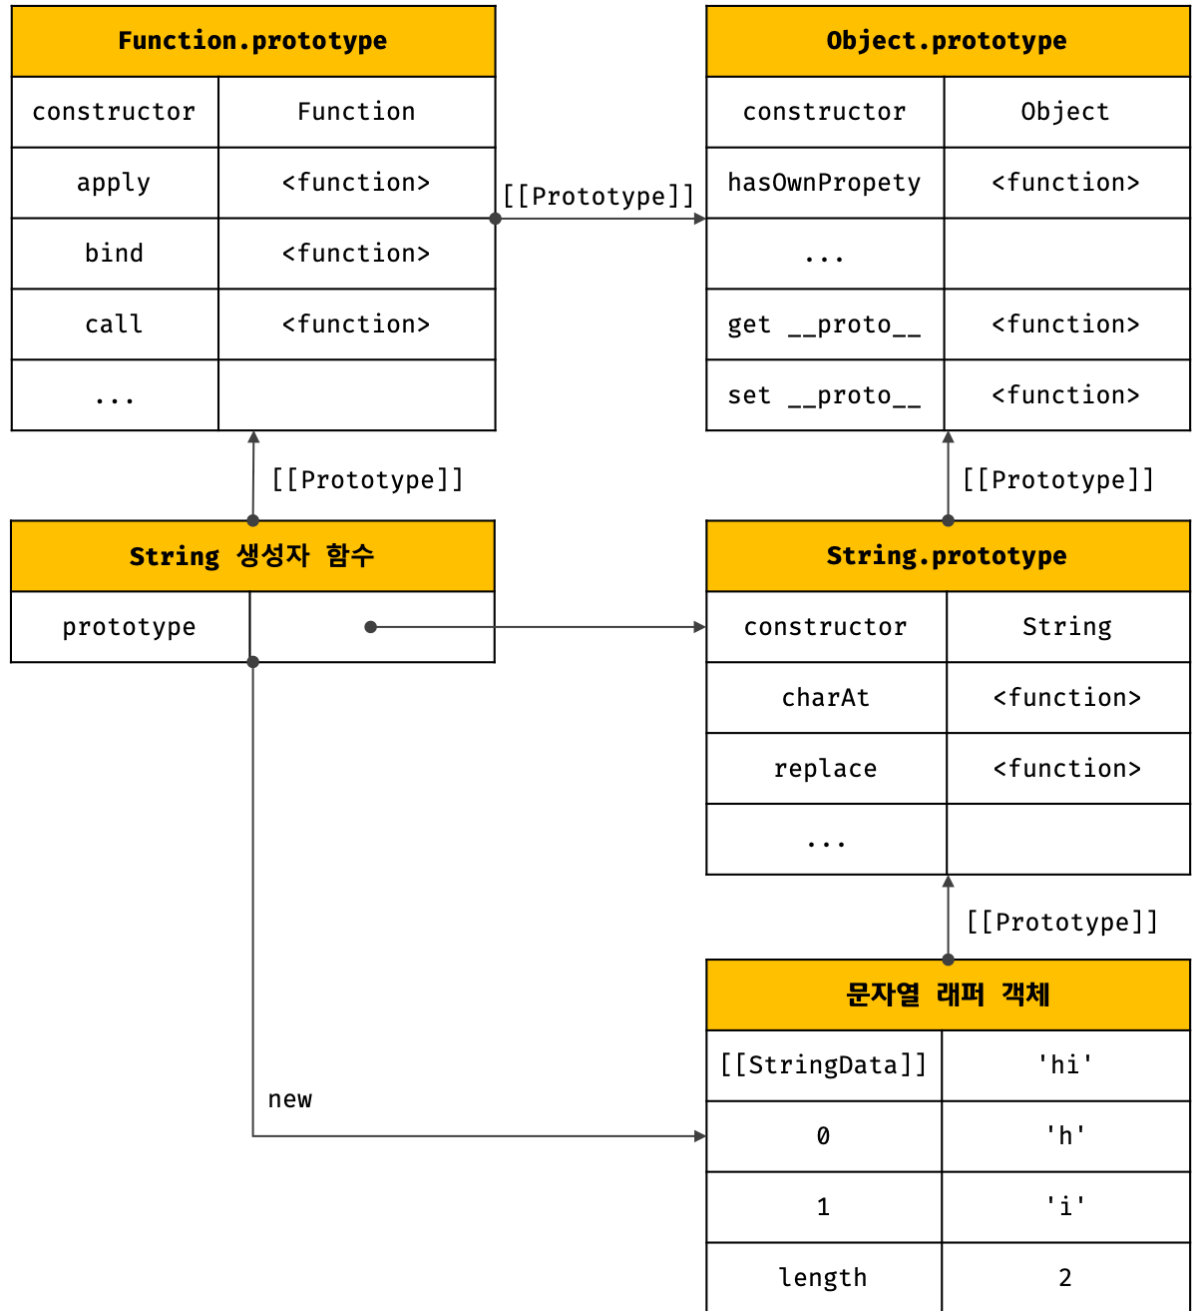 Function.prototype
constructor Function
apply <function>
bind <function>
call <function>
...
[[Prototype]]
Object.prototype
constructor Object
hasOwnPropety <function>
...
get __proto__ <function>
set __proto__ <function>
[[Prototype]]
[[Prototype]]
String 생성자 함수
prototype
String.prototype
constructor String
charAt <function>
replace <function>
...
[[Prototype]]
new
문자열 래퍼 객체
[[StringData]] 'hi'
0 'h'
1 'i'
length 2